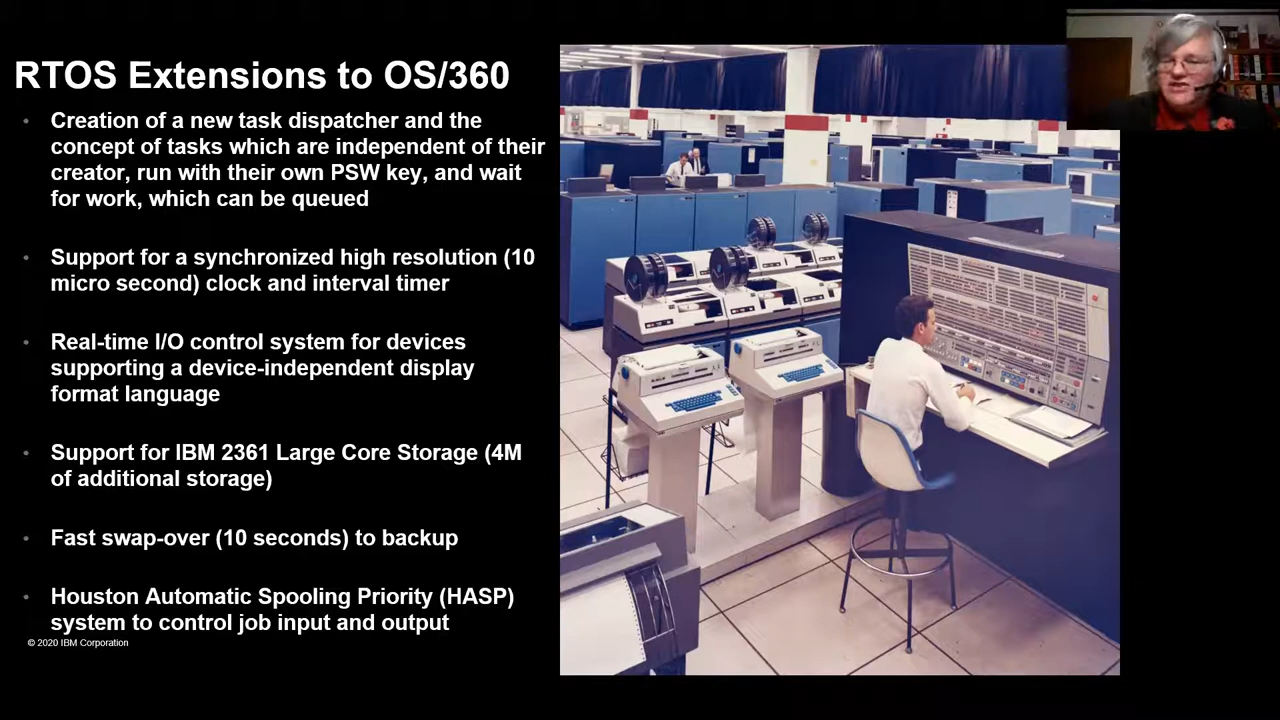 RTOS Extensions to OS/360
• Creation of a new task dispatcher and the
concept of tasks which are independent of their
creator, run with their own PSW key, and wait
for work, which can be queued
• Support for a synchronized high resolution (10
micro second) clock and interval timer
• Real-time I/O control system for devices
supporting a device-independent display
format language
• Support for IBM 2361 Large Core Storage (4M
of additional storage)
• Fast swap-over (10 seconds) to backup
• Houston Automatic Spooling Priority (HASP)
system to control job input and output
© 2020 IBM Corporation